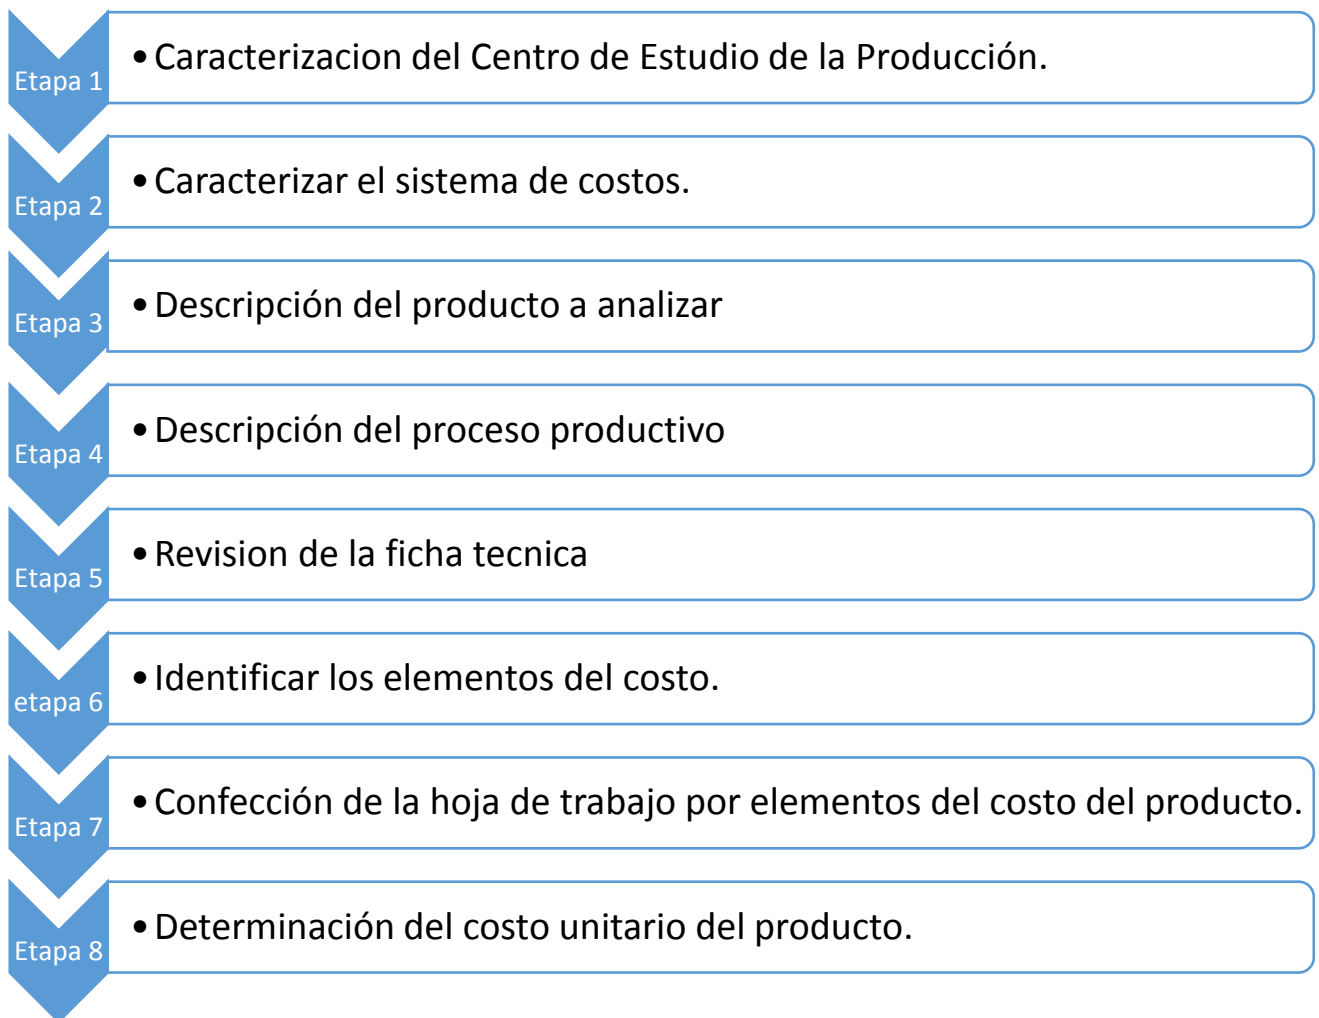 Etapa 1
•Caracterizacion del Centro de Estudio de la Producción.
Etapa 2
•Caracterizar el sistema de costos.
Etapa 3
•Descripción del producto a analizar
Etapa 4
•Descripción del proceso productivo
Etapa 5
•Revision de la ficha tecnica
etapa 6
•Identificar los elementos del costo.
Etapa 7
•Confección de la hoja de trabajo por elementos del costo del producto.
Etapa 8
•Determinación del costo unitario del producto.